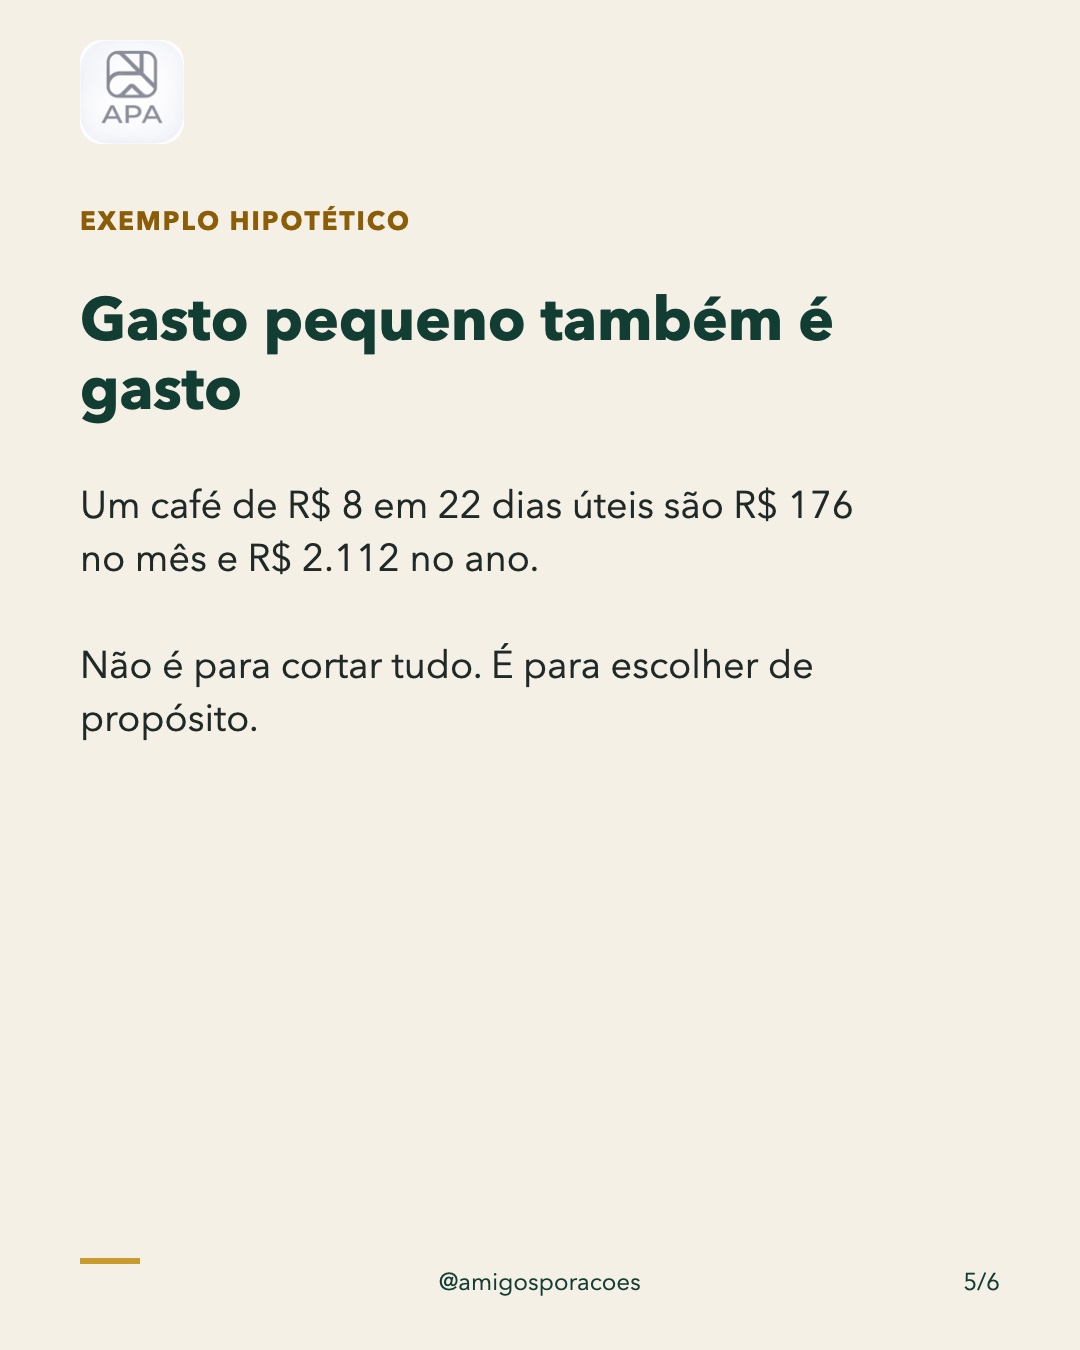 APA
EXEMPLO HIPOTÉTICO
Gasto pequeno também é
gasto
Um café de R$ 8 em 22 dias úteis são R$ 176
no mês e R$ 2.112 no ano.
Não é para cortar tudo. É para escolher de
propósito.
@amigosporacoes
5/6